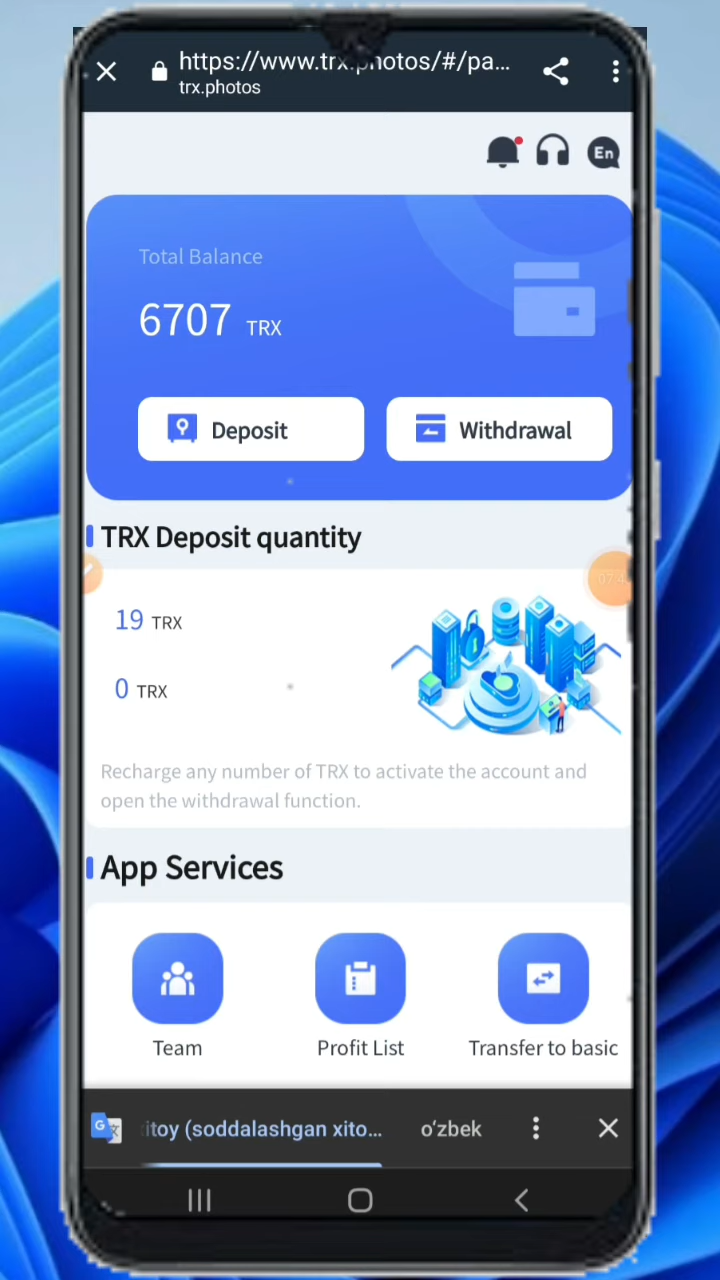 https://www.trx.photos/#/pa...
trx.photos
En
Total Balance
6707 TRX
Deposit
Withdrawal
TRX Deposit quantity
19 TRX
0 TRX
Recharge any number of TRX to activate the account and
open the withdrawal function.
App Services
Team
Profit List
Transfer to basic
itoy (soddalashgan xito...
oʻzbek